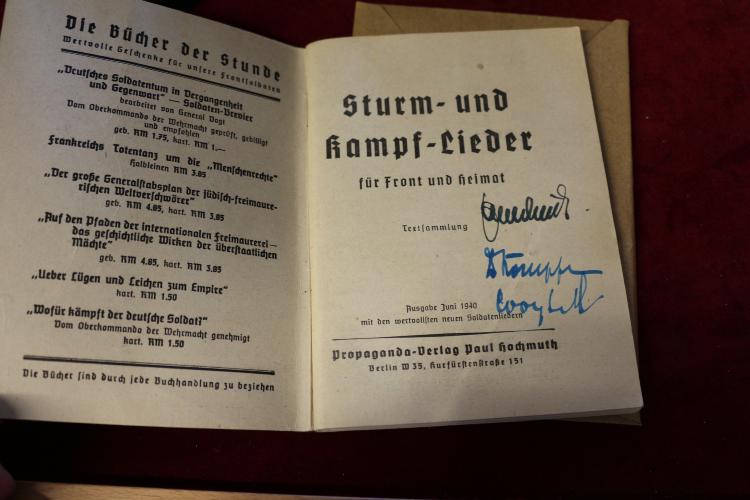 Die Bücher der Stunde
Wertvolle Geschenke für unsere Frontsoldaten
„Deutsches Soldatentum in Vergangenheit
und Gegenwart" — Soldaten-Brevier
bearbeitet von General Vogt
Vom Oberkommando der Wehrmacht geprüft, gebilligt
und empfohlen
geb. RM 1.75, kart. RM 1.—
Frankreichs Totentanz um die „Menschenrechte"
Halbleinen RM 3.85
„Der große Generalstabsplan der jüdisch-freimaure-
rischen Weltverschwörer"
geb. RM 4.85, kart. RM 3.85
„Auf den Pfaden der internationalen Freimaurerei—
das geschichtliche Wirken der überstaatlichen
Mächte"
geb. RM 4.85, kart. RM 3.85
„Ueber Lügen und Leichen zum Empire"
kart. RM 1.50
„Wofür kämpft der deutsche Soldat?"
Vom Oberkommando der Wehrmacht genehmigt
kart. RM 1.50
Die Bücher sind durch jede Buchhandlung zu beziehen
Sturm- und
Kampf-Lieder
für Front und Heimat
Textsammlung
Ausgabe Juni 1940
mit den wertvollsten neuen Soldatenliedern
Propaganda-Verlag Paul Hochmuth
Berlin W 35, Kurfürstenstraße 151